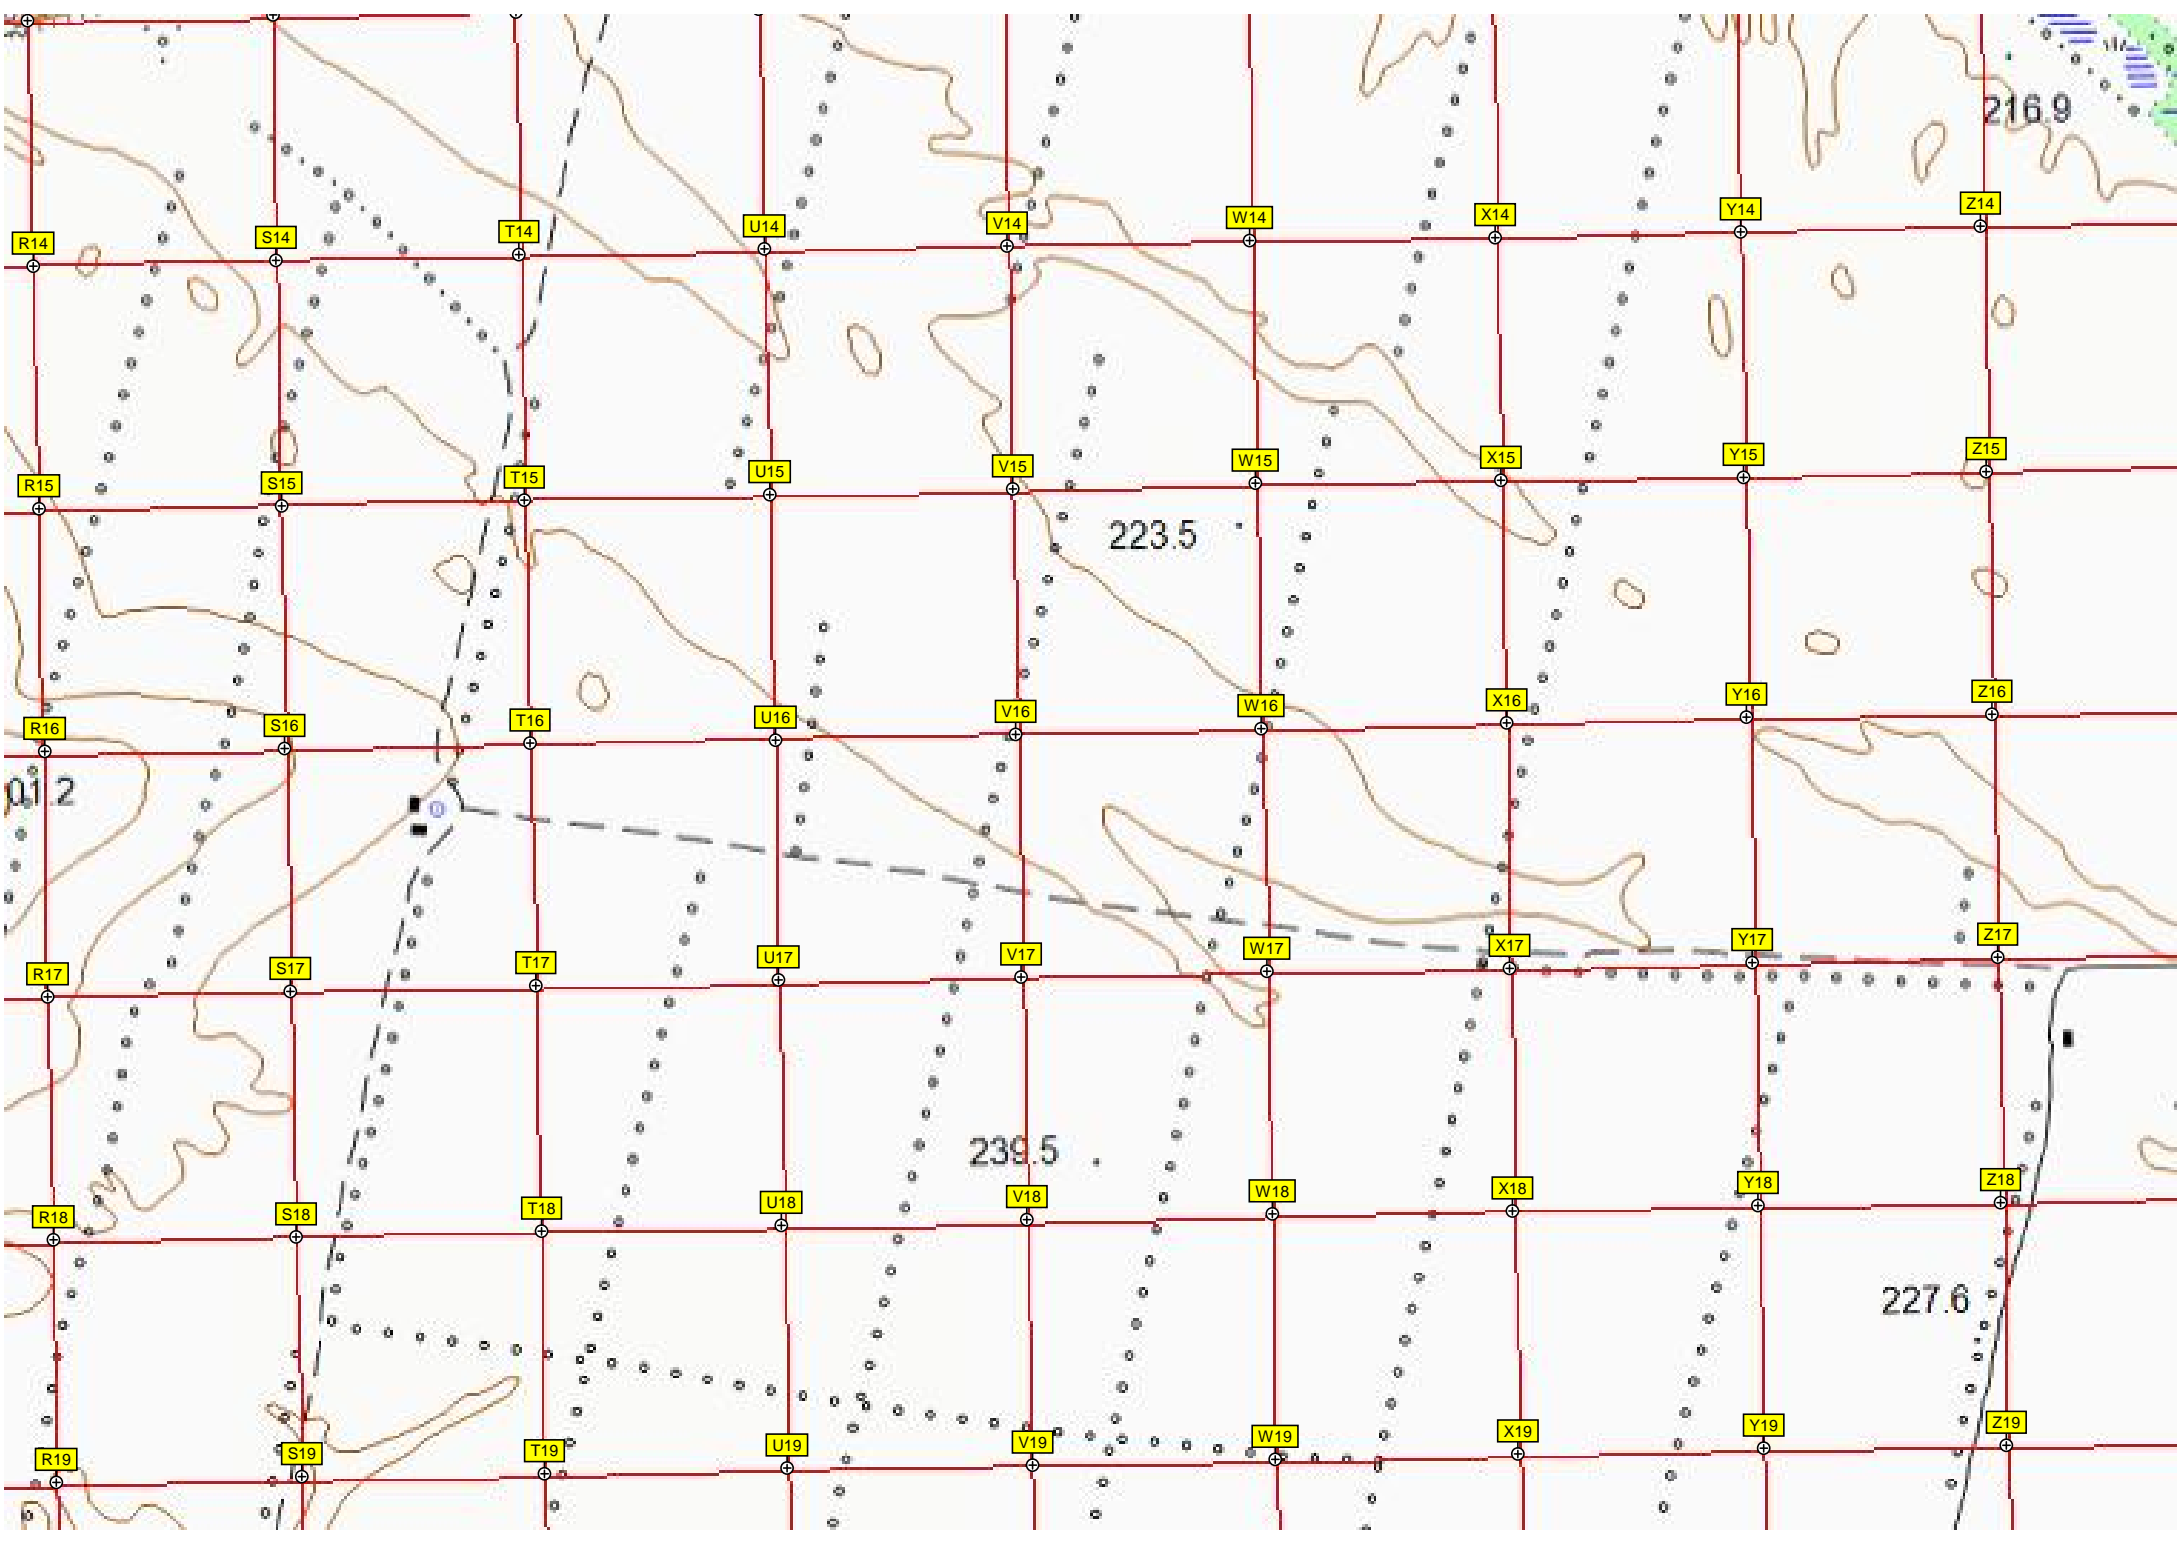 216.9
R14 S14 T14 U14 V14 W14 X14 Y14 Z14
R15 S15 T15 U15 V15 W15 X15 Y15 Z15
223.5
R16 S16 T16 U16 V16 W16 X16 Y16 Z16
01.2
R17 S17 T17 U17 V17 W17 X17 Y17 Z17
239.5
R18 S18 T18 U18 V18 W18 X18 Y18 Z18
227.6
R19 S19 T19 U19 V19 W19 X19 Y19 Z19